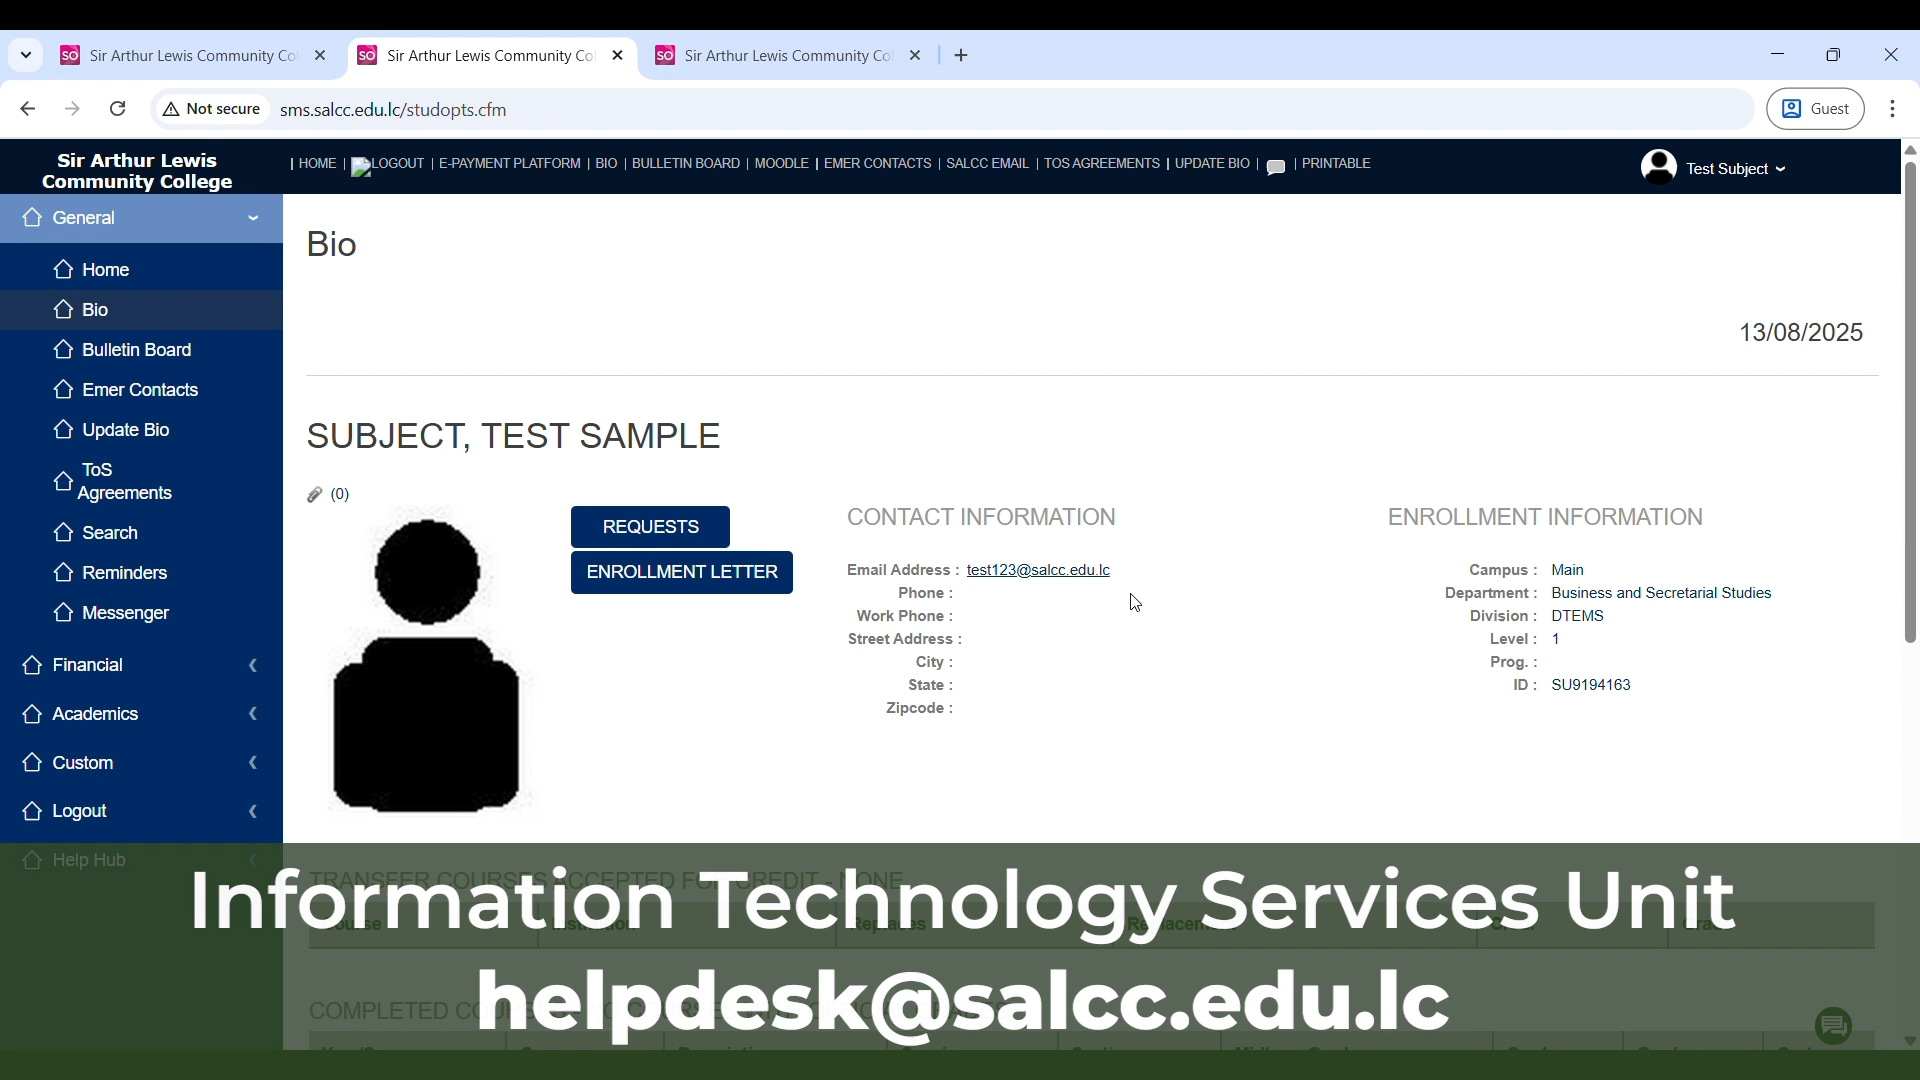 Sir Arthur Lewis Community Co
Sir Arthur Lewis Community Co
Sir Arthur Lewis Community Co
Not secure
sms.salcc.edu.lc/studopts.cfm
Guest
Sir Arthur Lewis
Community College
| HOME | LOGOUT | E-PAYMENT PLATFORM | BIO | BULLETIN BOARD | MOODLE | EMER CONTACTS | SALCC EMAIL | TOS AGREEMENTS | UPDATE BIO | | PRINTABLE
Test Subject
General
Home
Bio
Bulletin Board
Emer Contacts
Update Bio
ToS
Agreements
Search
Reminders
Messenger
Financial
Academics
Custom
Logout
Help Hub
Bio
13/08/2025
SUBJECT, TEST SAMPLE
(0)
REQUESTS
ENROLLMENT LETTER
CONTACT INFORMATION
Email Address : test123@salcc.edu.lc
Phone :
Work Phone :
Street Address :
City :
State :
Zipcode :
ENROLLMENT INFORMATION
Campus : Main
Department : Business and Secretarial Studies
Division : DTEMS
Level : 1
Prog. :
ID : SU9194163
TRANSFER COURSES ACCEPTED FOR CREDIT - NONE
Information Technology Services Unit
helpdesk@salcc.edu.lc